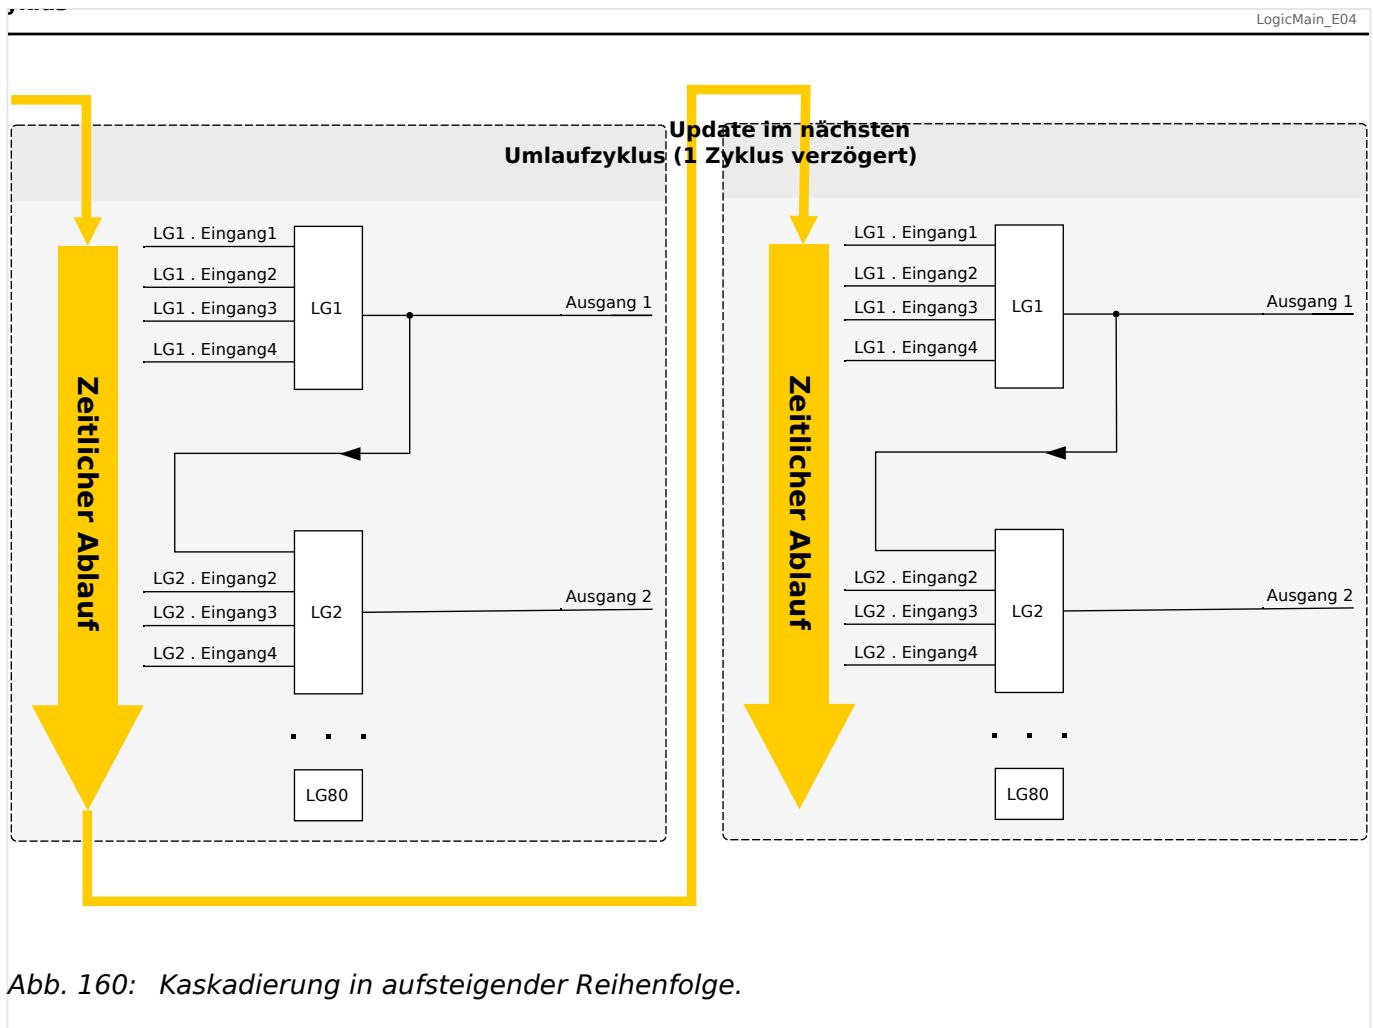 LogicMain_E04
Update im nächsten
Umlaufzyklus (1 Zyklus verzögert)
Zeitlicher Ablauf
LG1 . Eingang1
LG1 . Eingang2
LG1 . Eingang3
LG1 . Eingang4
LG1
Ausgang 1
LG2 . Eingang2
LG2 . Eingang3
LG2 . Eingang4
LG2
Ausgang 2
LG80
Zeitlicher Ablauf
LG1 . Eingang1
LG1 . Eingang2
LG1 . Eingang3
LG1 . Eingang4
LG1
Ausgang 1
LG2 . Eingang2
LG2 . Eingang3
LG2 . Eingang4
LG2
Ausgang 2
LG80
Abb. 160: Kaskadierung in aufsteigender Reihenfolge.